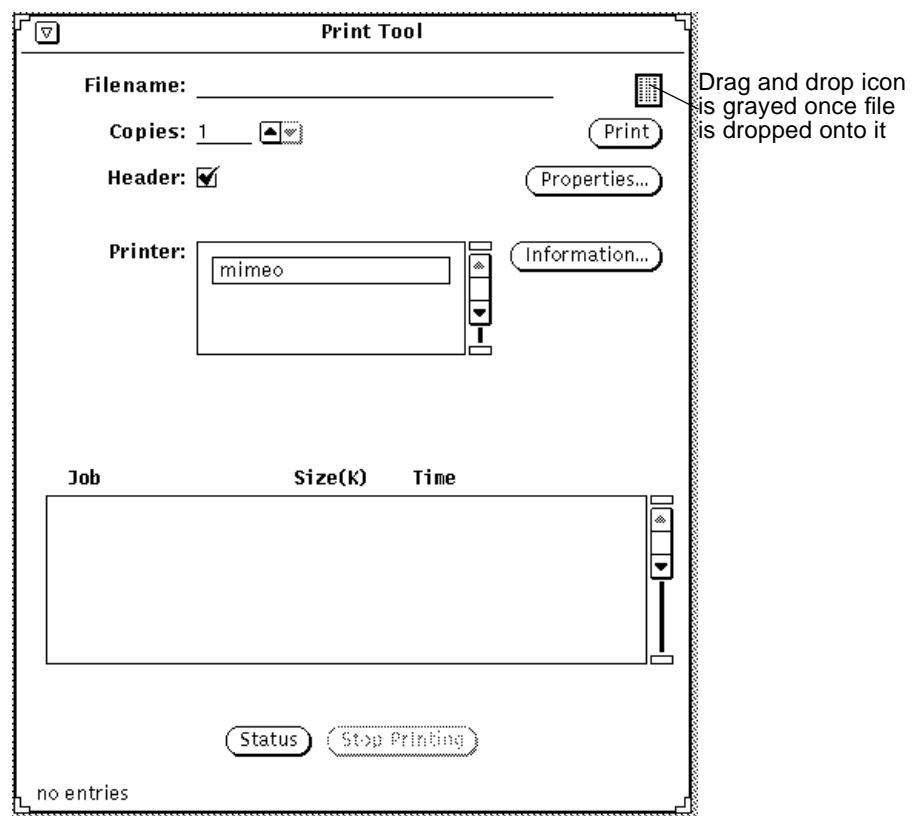 Print Tool
Filename:
Drag and drop icon
is grayed once file
is dropped onto it
Copies: 1
Print
Header:
Properties...
Printer:
mimeo
Information...
Job Size(K) Time
Status Stop Printing
no entries